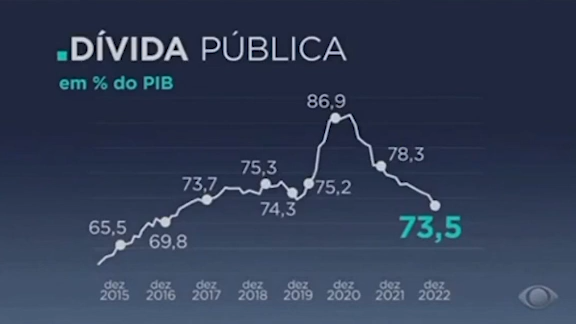 DÍVIDA PÚBLICA
em % do PIB
86,9
75,3
78,3
73,7
75,2
74,3
65,5
69,8
73,5
dez dez dez dez dez dez dez dez
2015 2016 2017 2018 2019 2020 2021 2022